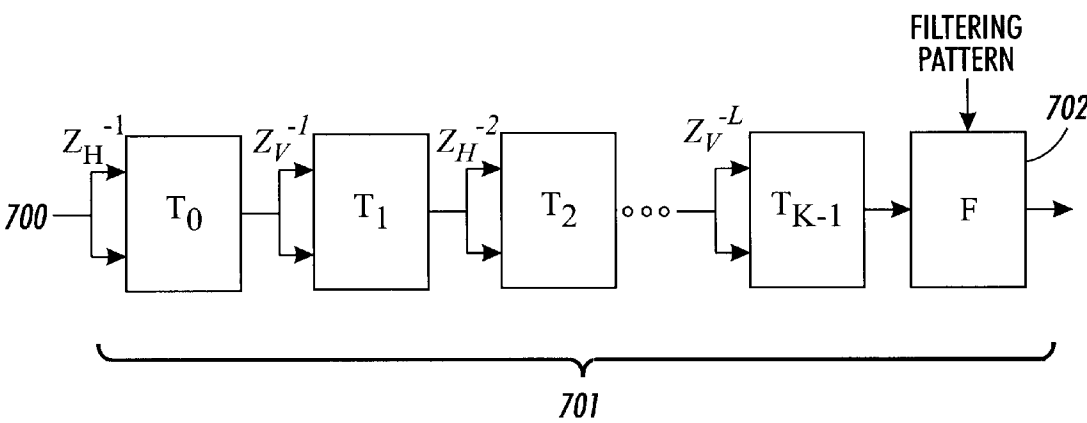 FILTERING
PATTERN
702
Z_H^-1
Z_V^-1
Z_H^-2
Z_V^-L
700
T_0
T_1
T_2
T_K-1
F
701